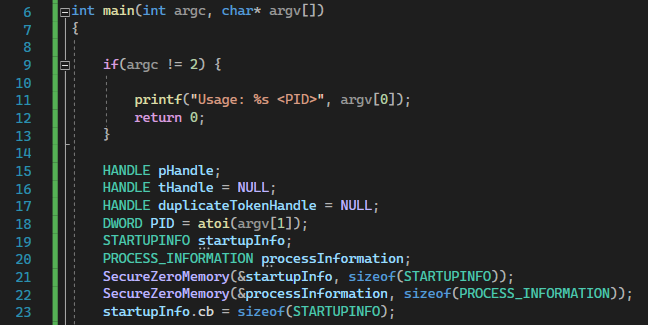 6 int main(int argc, char* argv[])
7 {
8
9 if(argc != 2) {
10
11 printf("Usage: %s <PID>", argv[0]);
12 return 0;
13 }
14
15 HANDLE pHandle;
16 HANDLE tHandle = NULL;
17 HANDLE duplicateTokenHandle = NULL;
18 DWORD PID = atoi(argv[1]);
19 STARTUPINFO startupInfo;
20 PROCESS_INFORMATION processInformation;
21 SecureZeroMemory(&startupInfo, sizeof(STARTUPINFO));
22 SecureZeroMemory(&processInformation, sizeof(PROCESS_INFORMATION));
23 startupInfo.cb = sizeof(STARTUPINFO);